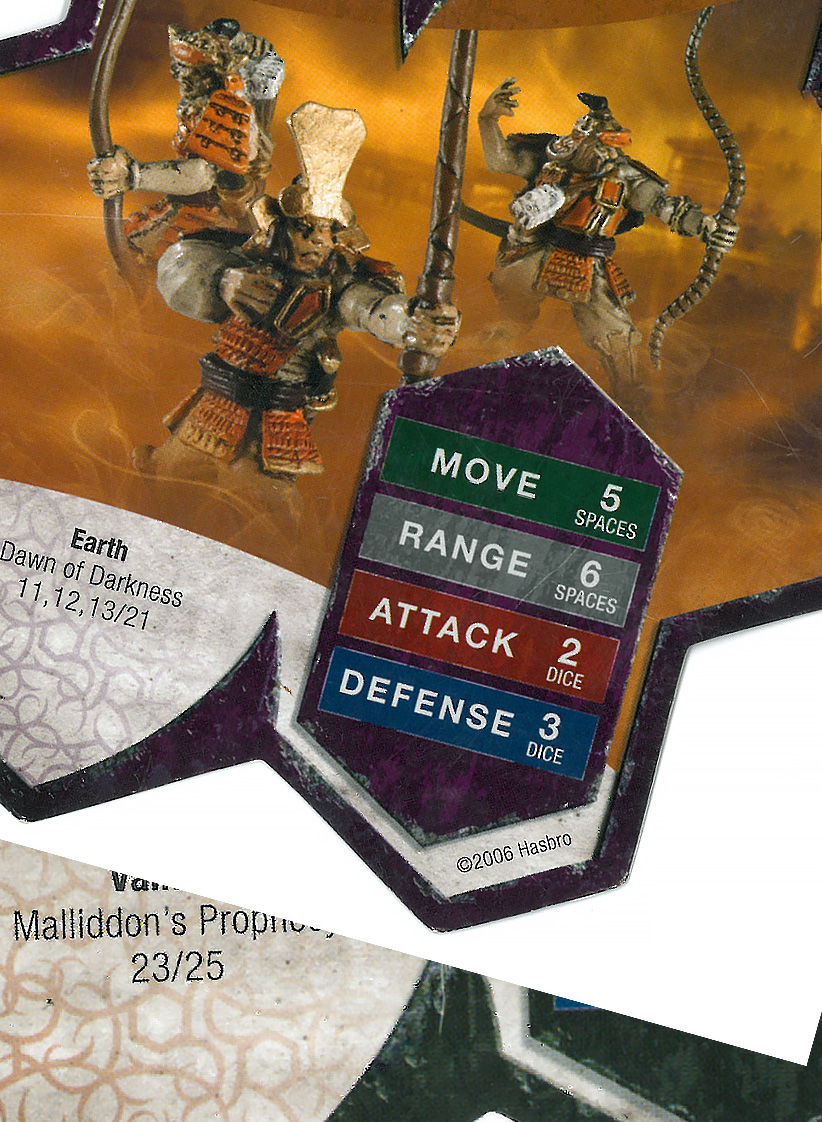 MOVE 5
SPACES
RANGE 6
SPACES
ATTACK 2
DICE
DEFENSE 3
DICE
Earth
Dawn of Darkness
11,12,13/21
©2006 Hasbro
Malliddon's
23/25